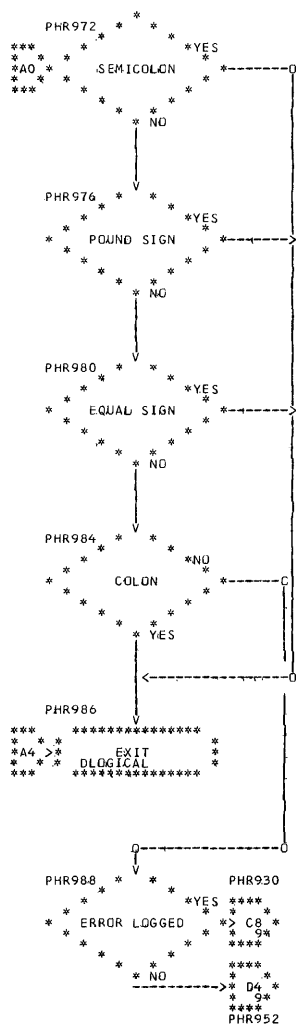 PHR972
A0
SEMICOLON
YES
NO
PHR976
POUND SIGN
YES
NO
PHR980
EQUAL SIGN
YES
NO
PHR984
COLON
NO
YES
PHR986
A4
EXIT
DLOGICAL
PHR988
ERROR LOGGED
YES
PHR930
C8
9
NO
D4
9
PHR952